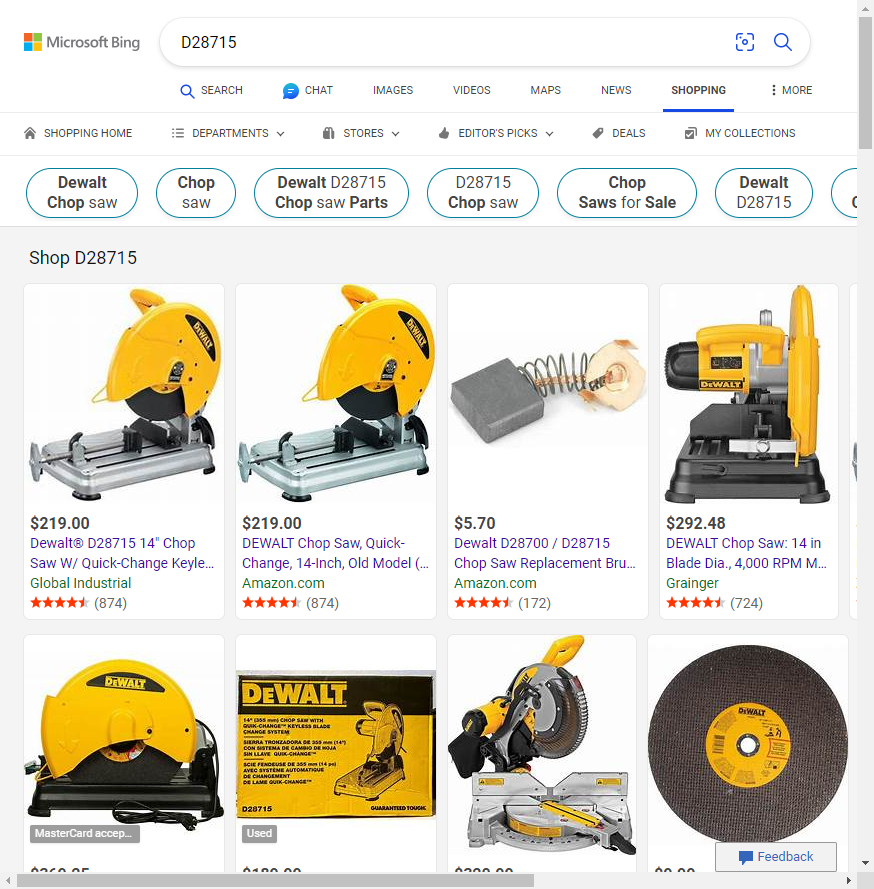 Microsoft Bing
D28715
SEARCH
CHAT
IMAGES
VIDEOS
MAPS
NEWS
SHOPPING
MORE
SHOPPING HOME
DEPARTMENTS
STORES
EDITOR'S PICKS
DEALS
MY COLLECTIONS
Dewalt
Chop saw
Chop
saw
Dewalt D28715
Chop saw Parts
D28715
Chop saw
Chop
Saws for Sale
Dewalt
D28715
Shop D28715
DEWALT
DEWALT
DEWALT
$219.00
Dewalt® D28715 14" Chop
Saw W/ Quick-Change Keyle...
Global Industrial
(874)
$219.00
DEWALT Chop Saw, Quick-
Change, 14-Inch, Old Model (...
Amazon.com
(874)
$5.70
Dewalt D28700 / D28715
Chop Saw Replacement Bru...
Amazon.com
(172)
$292.48
DEWALT Chop Saw: 14 in
Blade Dia., 4,000 RPM M...
Grainger
(724)
DEWALT
MasterCard accep...
DEWALT
14" (355 mm) CHOP SAW WITH
QUIK-CHANGE™ KEYLESS BLADE
CHANGE SYSTEM
SIERRA TRONZADORA DE 355 mm (14")
CON SISTEMA DE CAMBIO DE HOJA
SIN LLAVE QUIK-CHANGE™
SCIE FENDEUSE DE 355 mm (14 po)
AVEC SYSTÈME AUTOMATIQUE
DE CHANGEMENT
DE LAME QUIK-CHANGE™
D28715
GUARANTEED TOUGH.
Used
DEWALT
Feedback